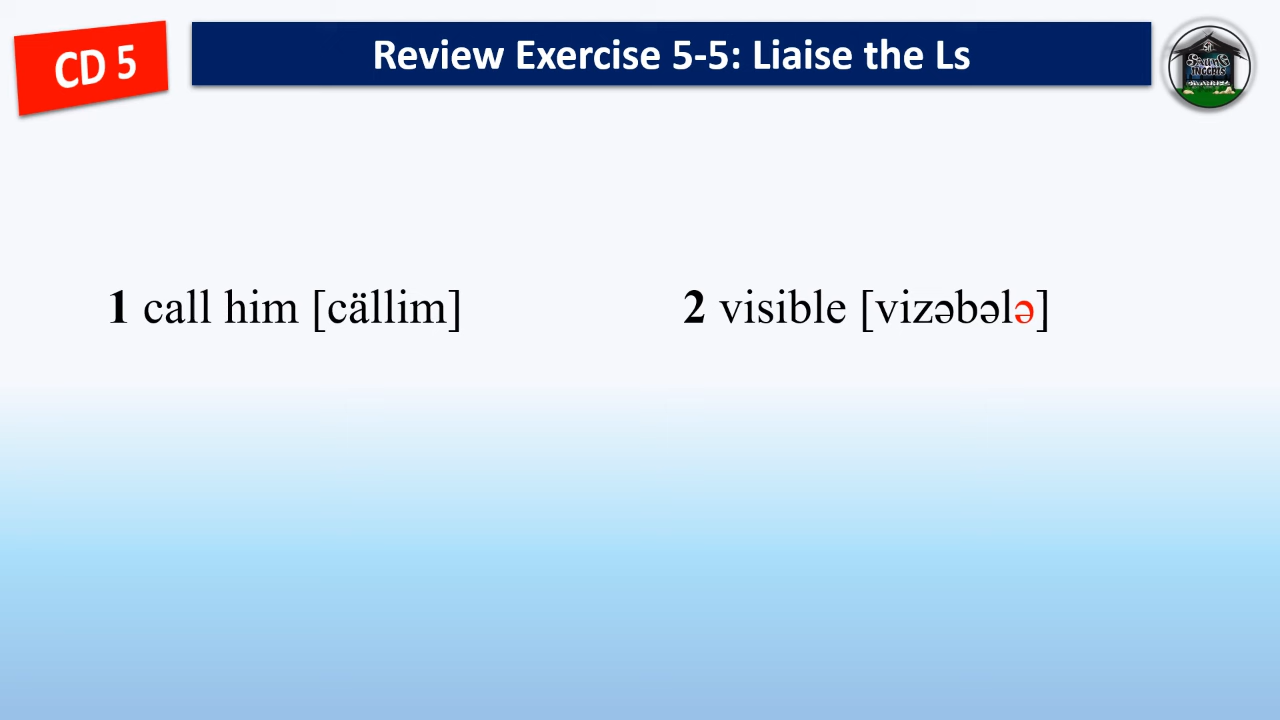 CD 5
Review Exercise 5-5: Liaise the Ls
1 call him [cällim]
2 visible [vizəbələ]